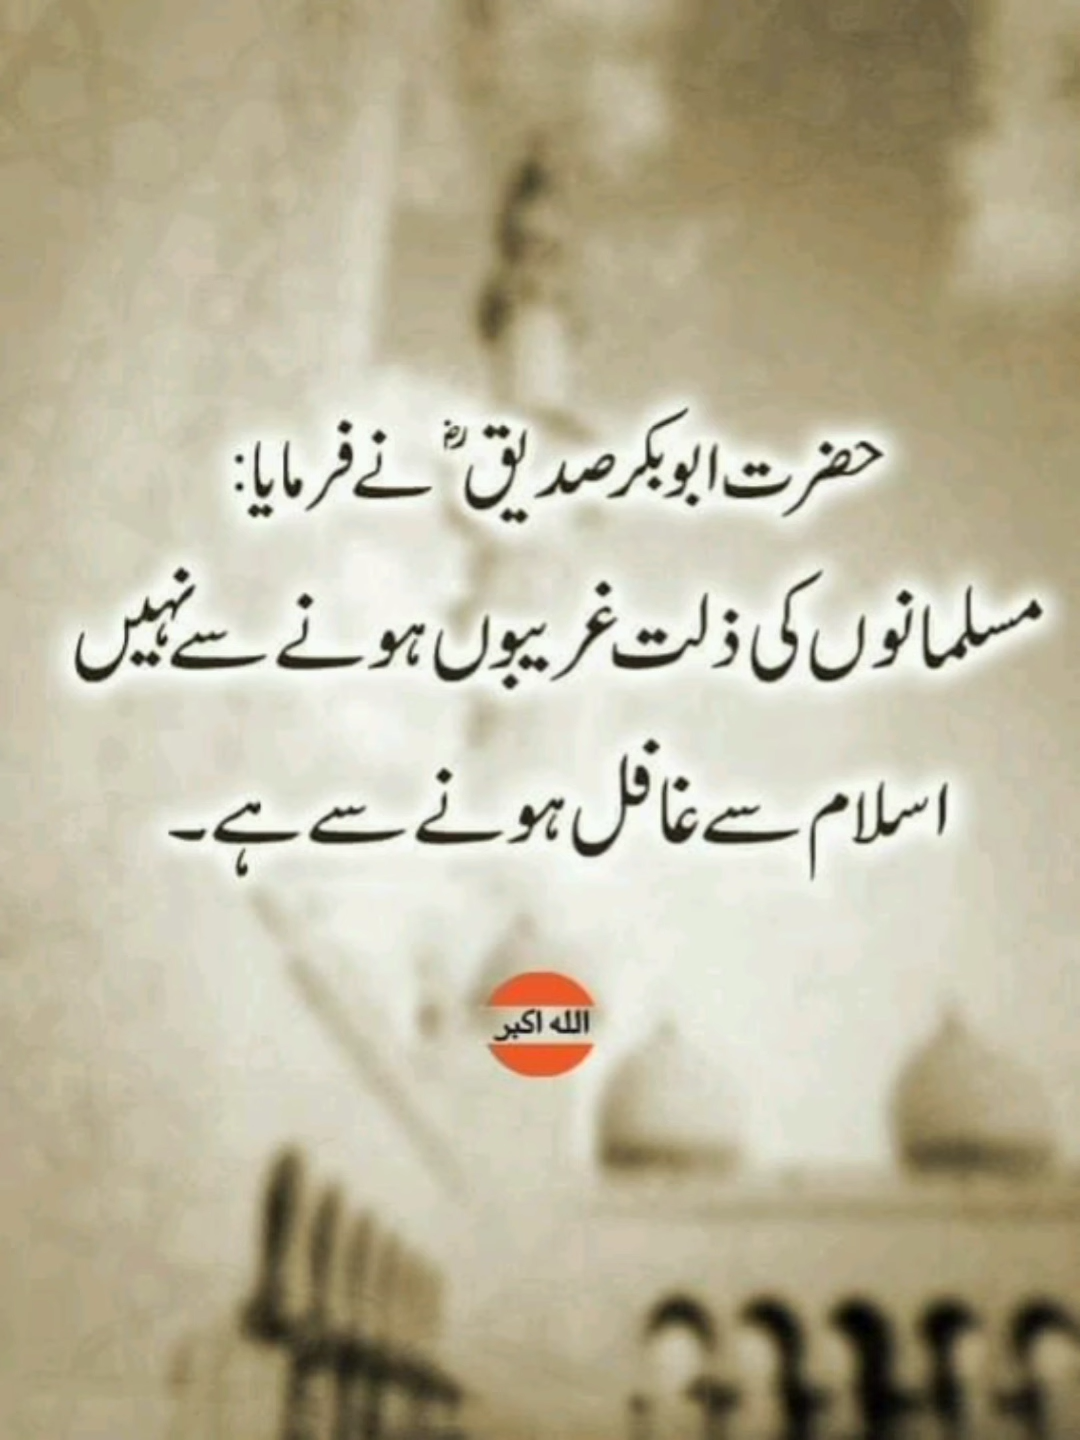 حضرت ابوبکر صدیقؓ نے فرمایا:
مسلمانوں کی ذلت غریبوں ہونے سے نہیں
اسلام سے غافل ہونے سے ہے۔
الله اکبر